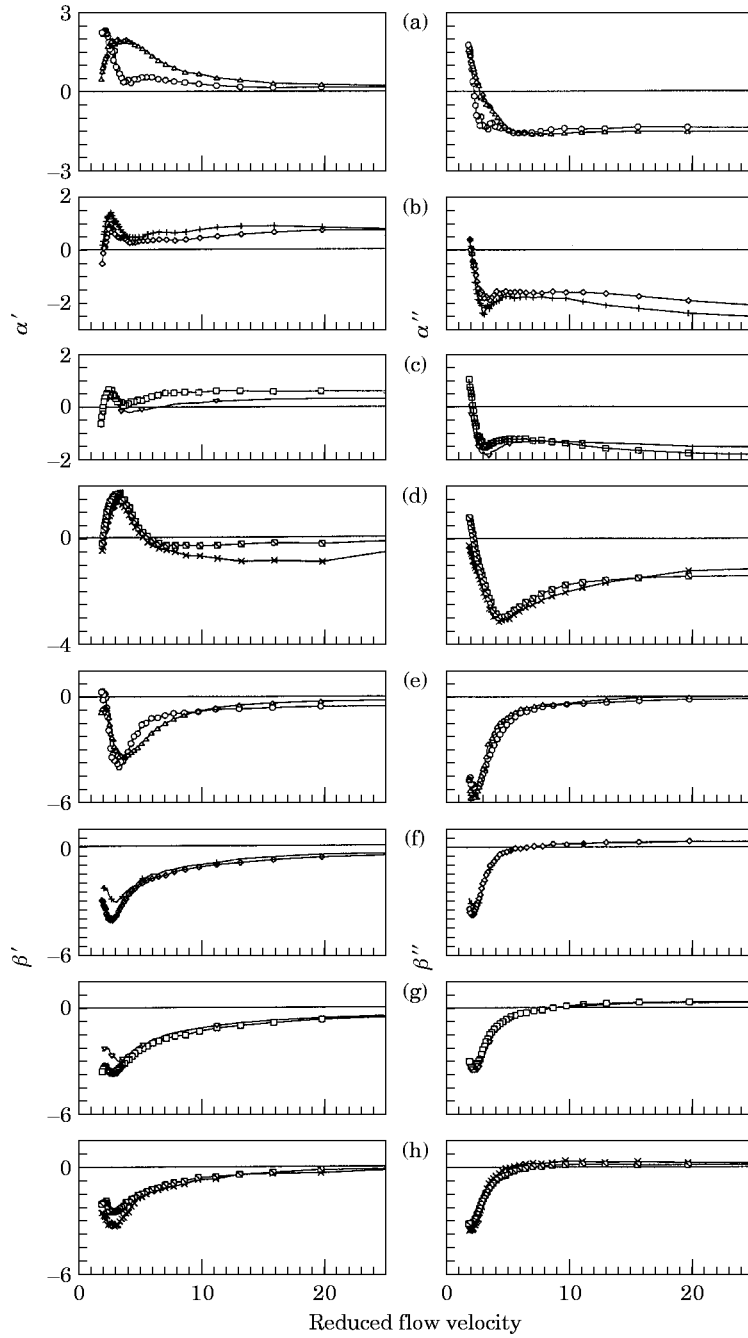 3
(a)
0
−3
2
(b)
0
−2
α′
α″
2
(c)
0
−2
(d)
0
−4
(e)
0
−6
(f)
0
−6
β′
β″
(g)
0
−6
(h)
0
−6
0 10 20
0 10 20
Reduced flow velocity